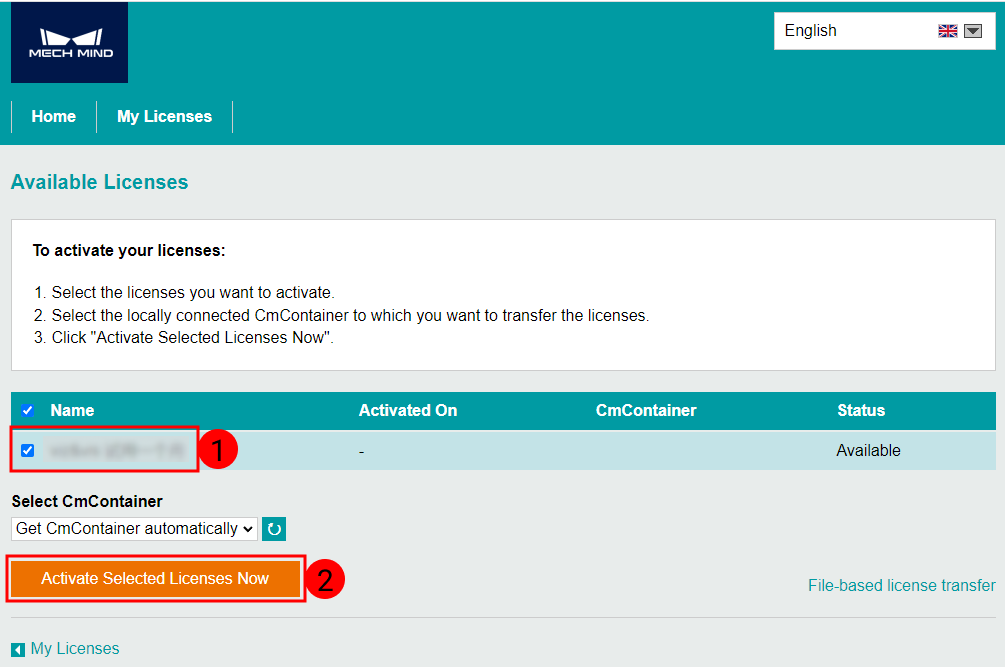 MECH MIND
English
Home
My Licenses
Available Licenses
To activate your licenses:
1. Select the licenses you want to activate.
2. Select the locally connected CmContainer to which you want to transfer the licenses.
3. Click "Activate Selected Licenses Now".
Name Activated On CmContainer Status
1 - Available
Select CmContainer
Get CmContainer automatically
Activate Selected Licenses Now 2
File-based license transfer
My Licenses